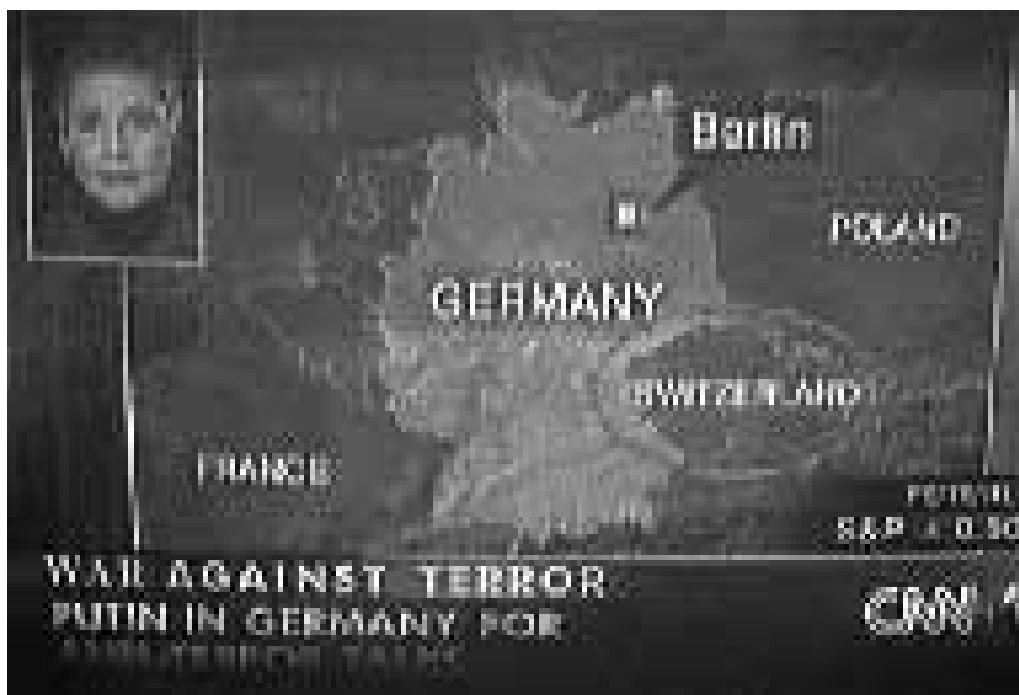 Berlin
POLAND
GERMANY
SWITZERLAND
FRANCE
S&P
WAR AGAINST TERROR
PUTIN IN GERMANY FOR
CNN